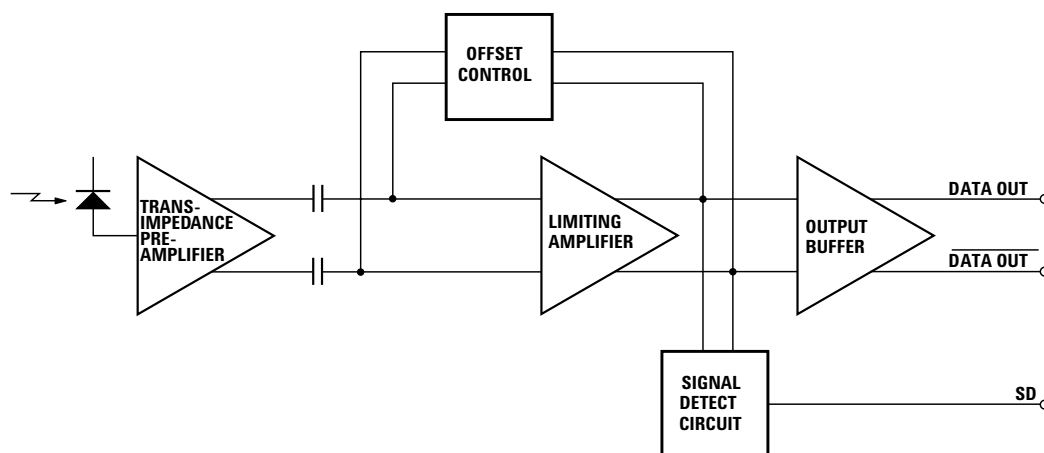 OFFSET
CONTROL
TRANS-
IMPEDANCE
PRE-
AMPLIFIER
LIMITING
AMPLIFIER
OUTPUT
BUFFER
DATA OUT
DATA OUT
SIGNAL
DETECT
CIRCUIT
SD